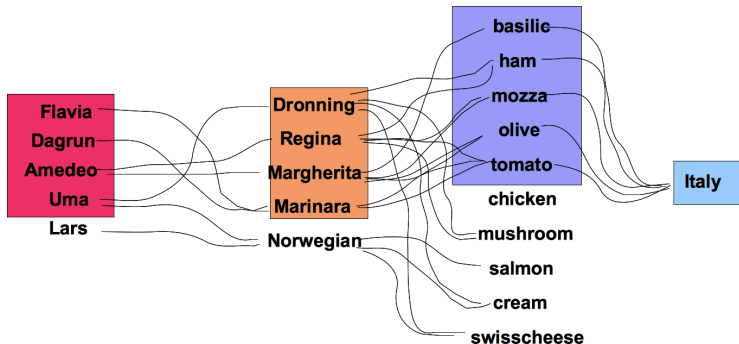 Flavia
Dagrun
Amedeo
Uma
Lars
Dronning
Regina
Margherita
Marinara
Norwegian
basilic
ham
mozza
olive
tomato
chicken
mushroom
salmon
cream
swisscheese
Italy